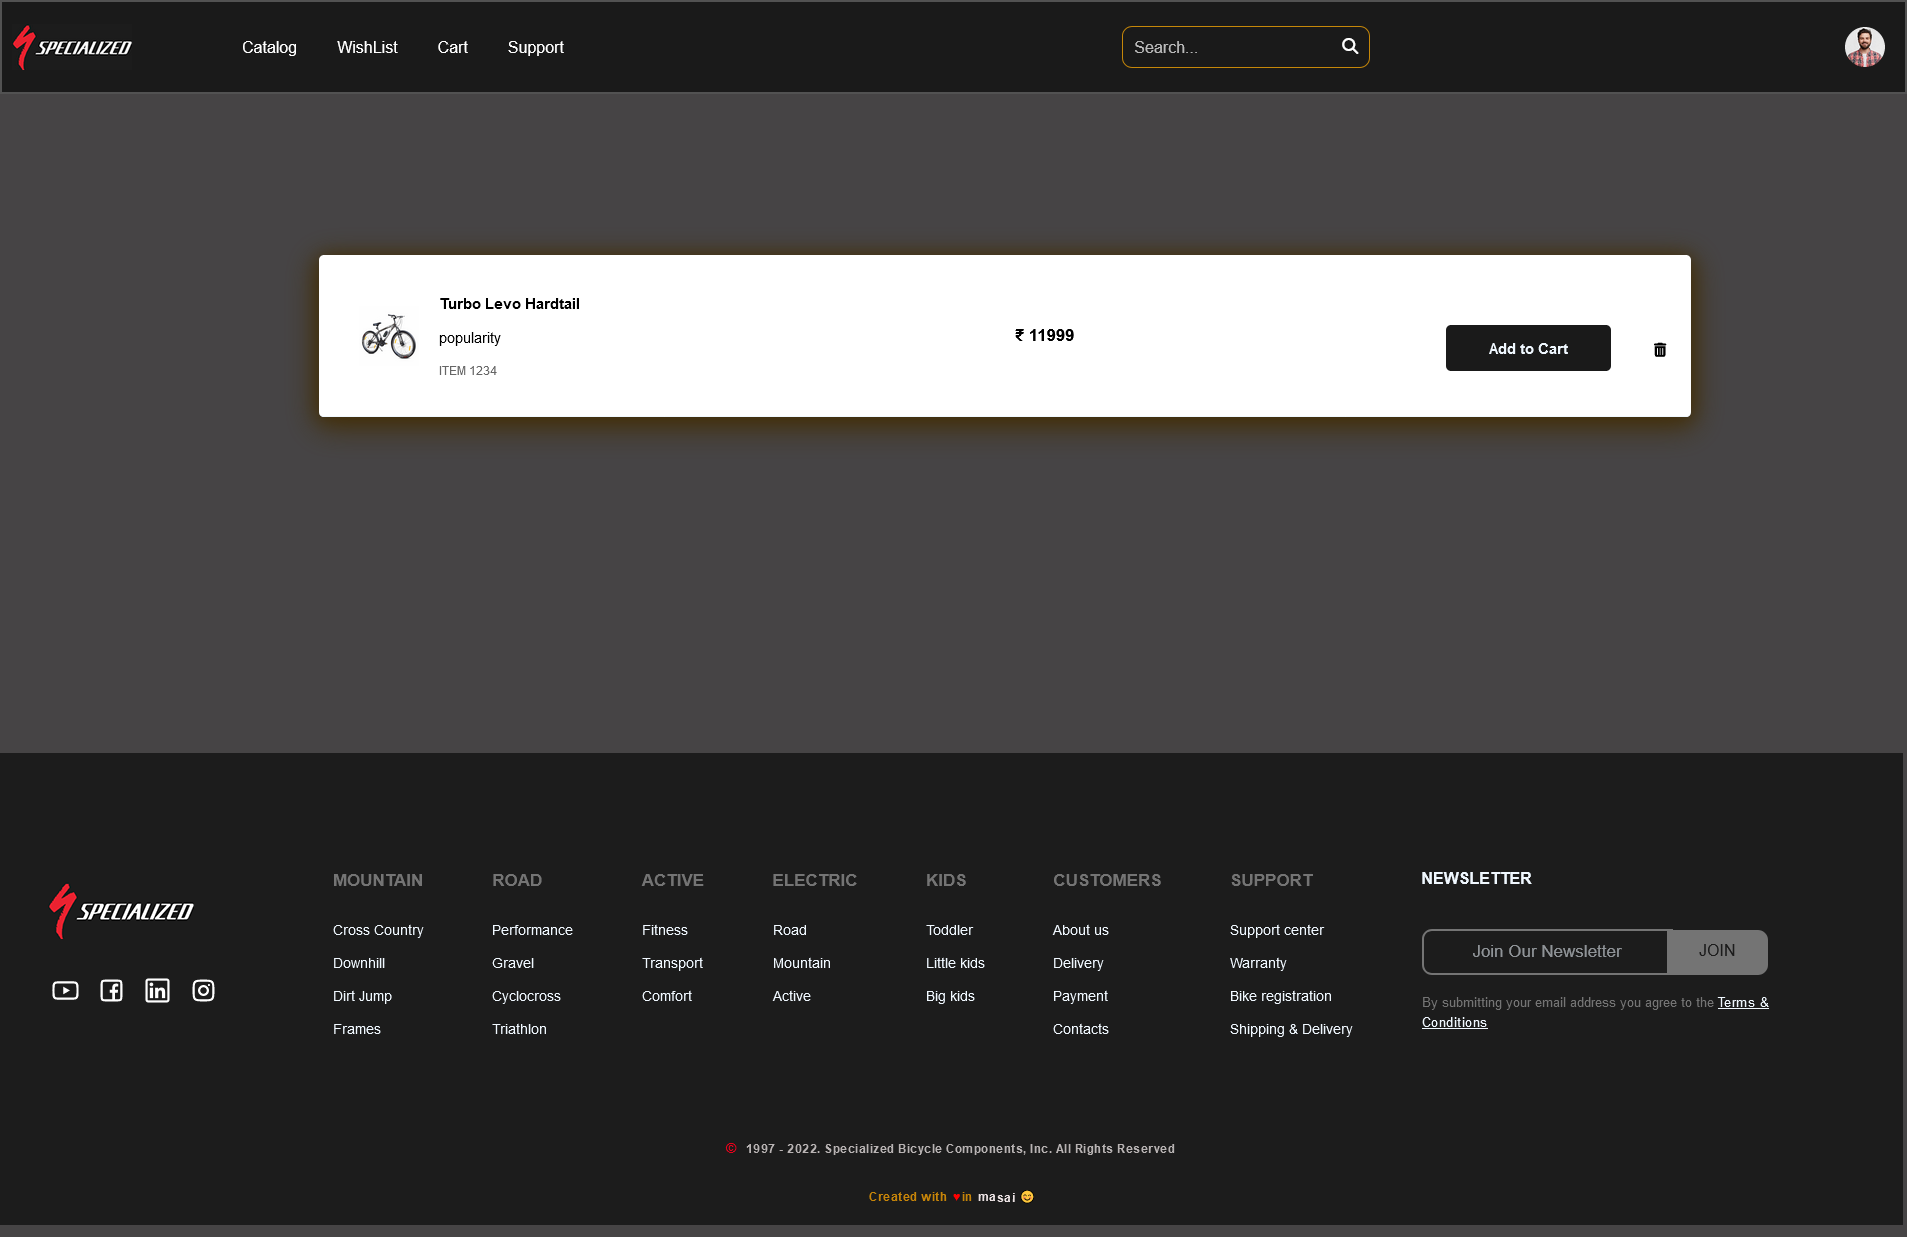 SPECIALIZED
Catalog WishList Cart Support
Search...
Turbo Levo Hardtail
popularity
ITEM 1234
₹ 11999
Add to Cart
SPECIALIZED
MOUNTAIN
Cross Country
Downhill
Dirt Jump
Frames
ROAD
Performance
Gravel
Cyclocross
Triathlon
ACTIVE
Fitness
Transport
Comfort
ELECTRIC
Road
Mountain
Active
KIDS
Toddler
Little kids
Big kids
CUSTOMERS
About us
Delivery
Payment
Contacts
SUPPORT
Support center
Warranty
Bike registration
Shipping & Delivery
NEWSLETTER
Join Our Newsletter JOIN
By submitting your email address you agree to the Terms &
Conditions
© 1997 - 2022. Specialized Bicycle Components, Inc. All Rights Reserved
Created with ♥in masai 😊